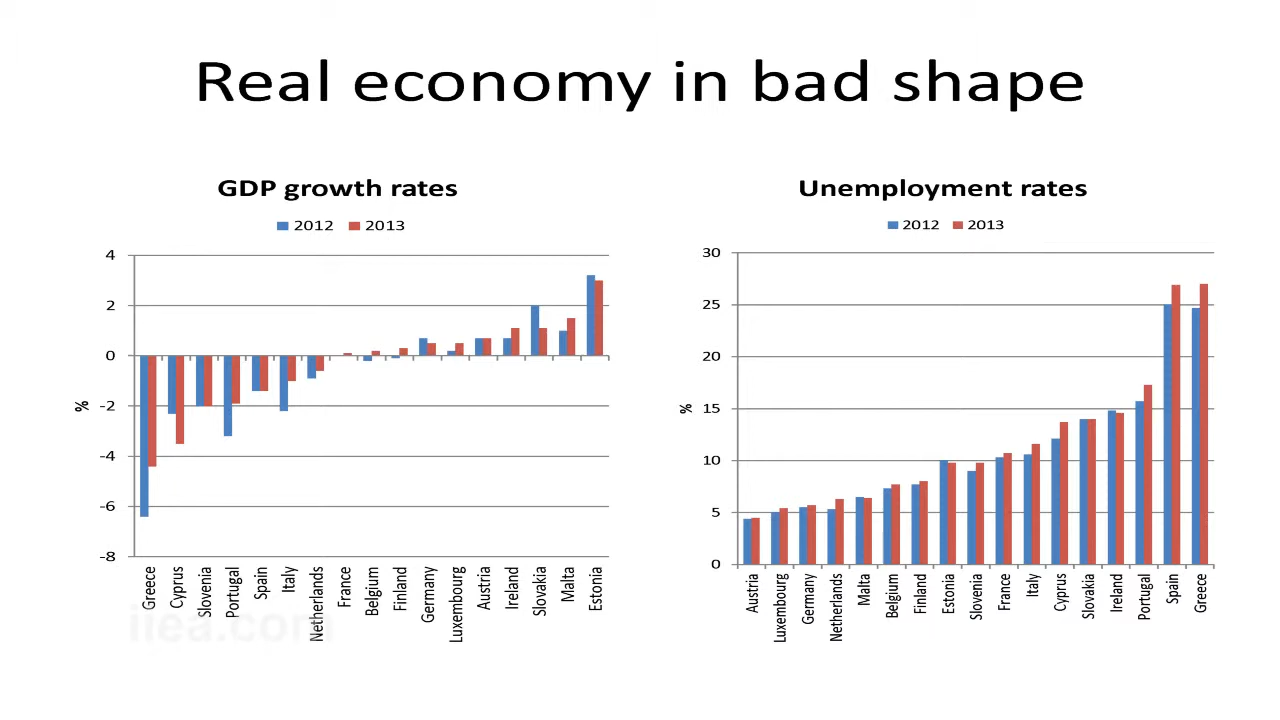 Real economy in bad shape
GDP growth rates
2012 2013
4
2
0
-2
-4
-6
-8
%
Greece
Cyprus
Slovenia
Portugal
Spain
Italy
Netherlands
France
Belgium
Finland
Germany
Luxembourg
Austria
Ireland
Slovakia
Malta
Estonia
Unemployment rates
2012 2013
30
25
20
15
10
5
0
%
Austria
Luxembourg
Germany
Netherlands
Malta
Belgium
Finland
Estonia
Slovenia
France
Italy
Cyprus
Slovakia
Ireland
Portugal
Spain
Greece